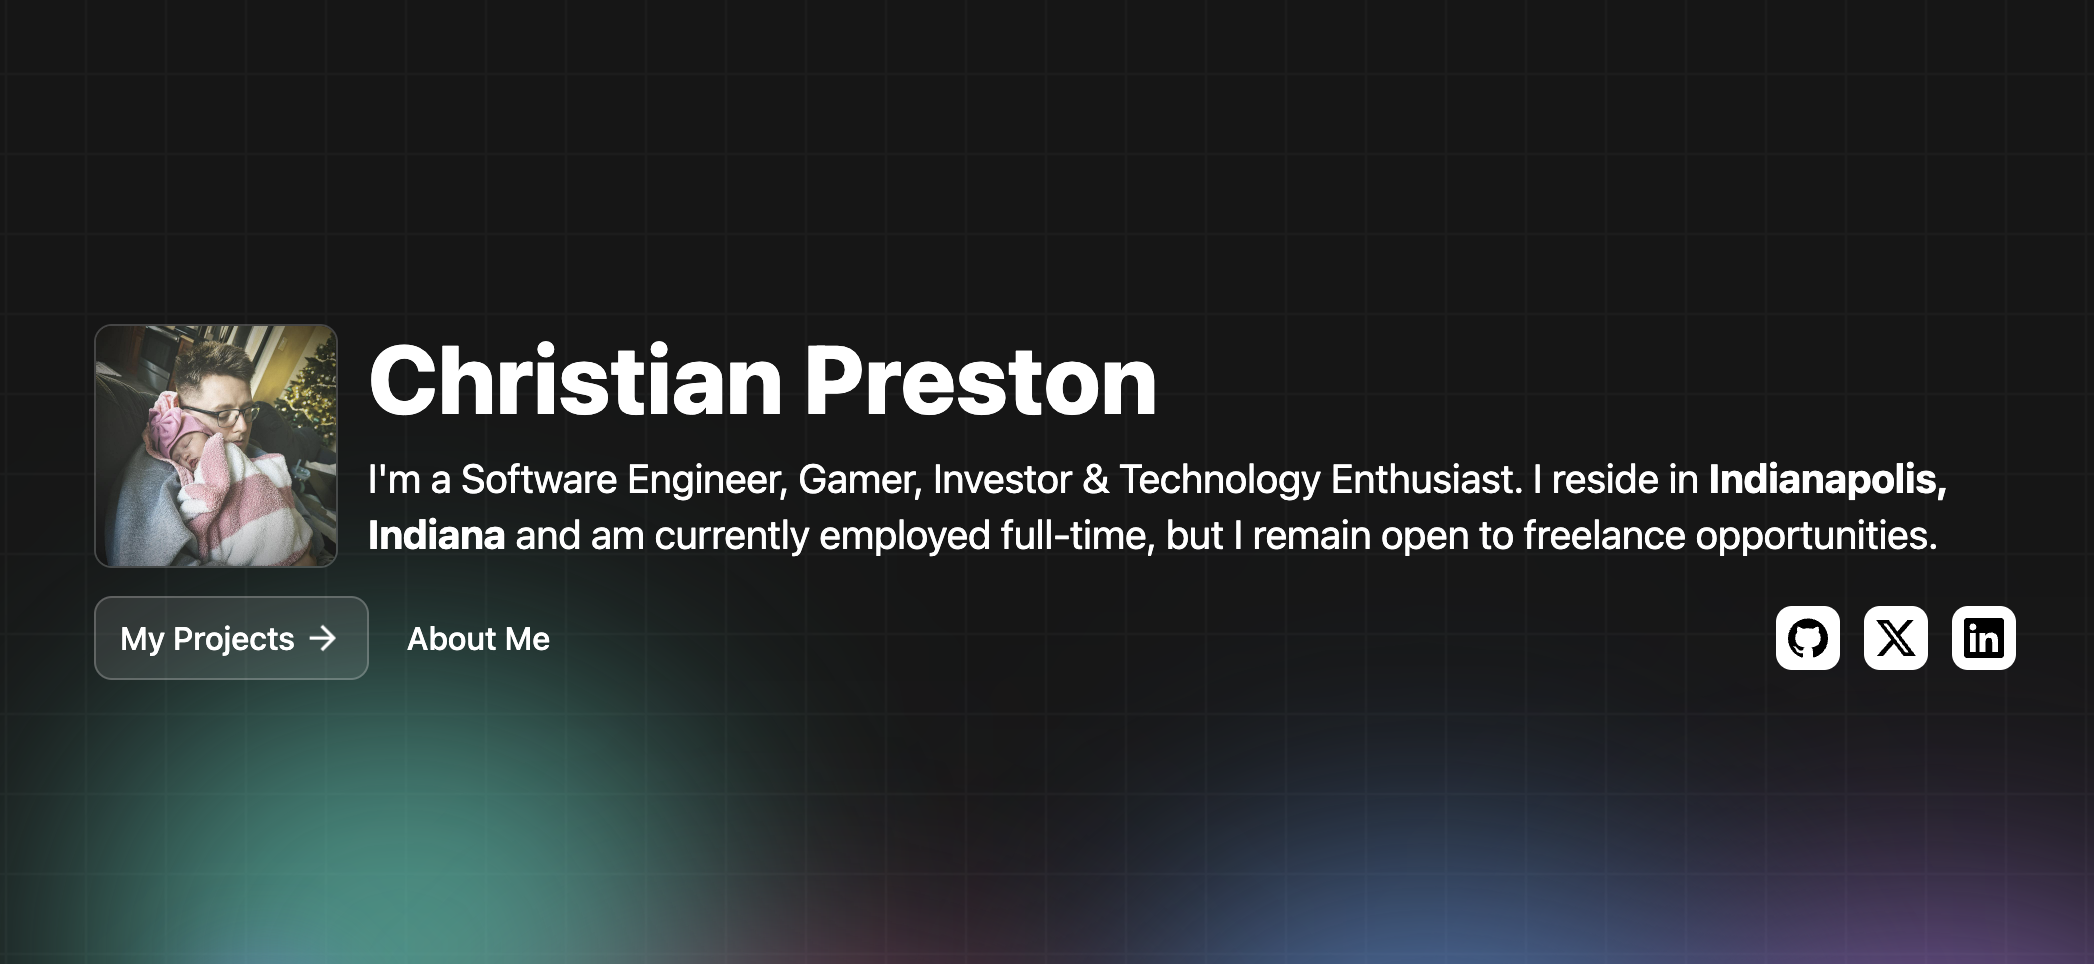 Christian Preston
I'm a Software Engineer, Gamer, Investor & Technology Enthusiast. I reside in Indianapolis,
Indiana and am currently employed full-time, but I remain open to freelance opportunities.
My Projects →
About Me
in